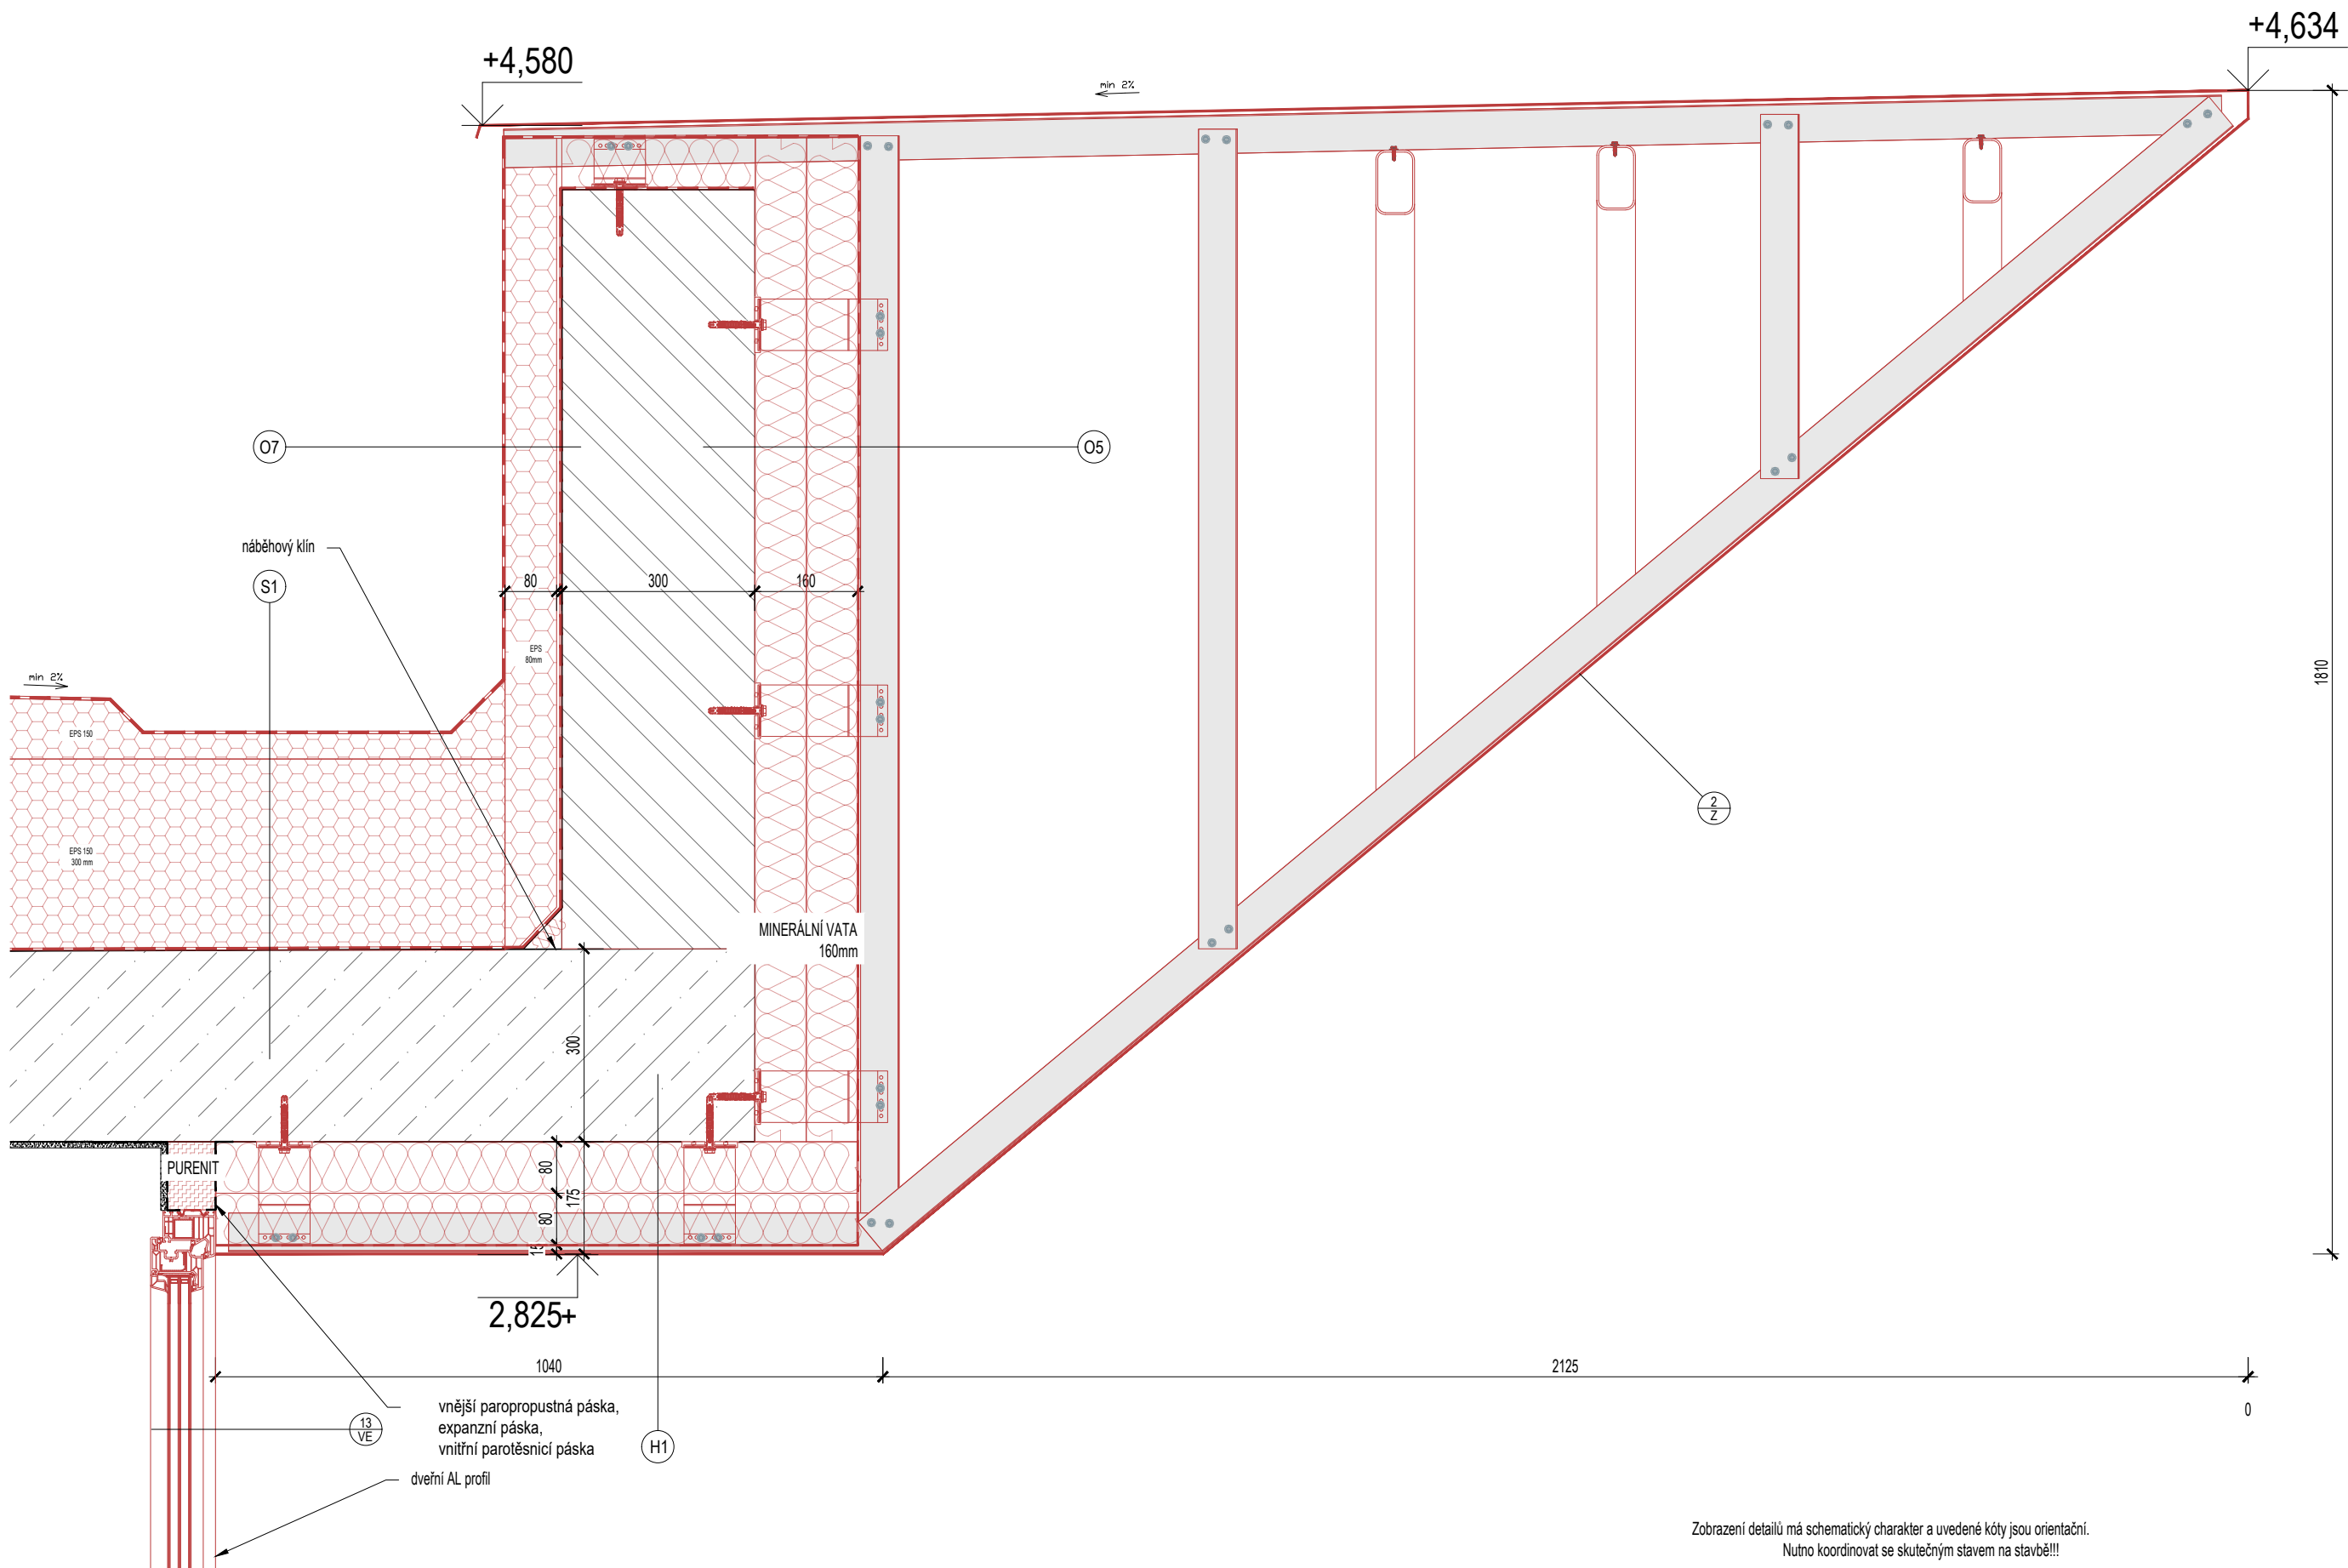 +4,634
+4,580
min 2%
O7
O5
náběhový klín
S1
80
300
160
EPS
80mm
min 2%
1810
EPS 150
2
Z
EPS 150
300 mm
MINERÁLNÍ VATA
160mm
300
PURENIT
80
175
80
15
2,825+
1040
2125
0
vnější paropropustná páska,
expanzní páska,
vnitřní parotěsnicí páska
13
VE
H1
dveřní AL profil
Zobrazení detailů má schematický charakter a uvedené kóty jsou orientační.
Nutno koordinovat se skutečným stavem na stavbě!!!